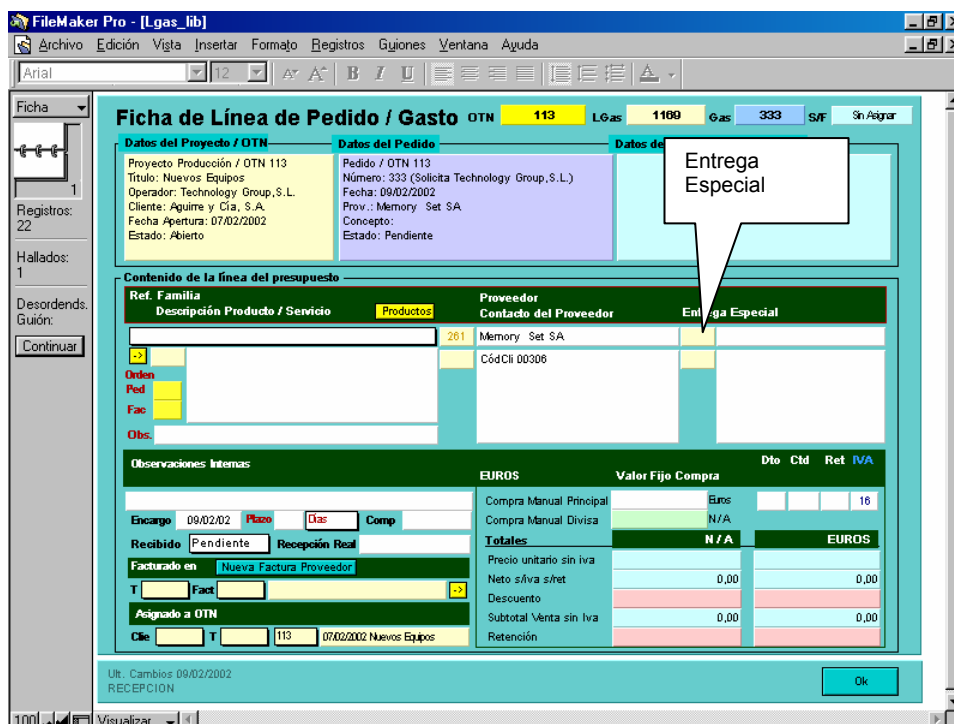 FileMaker Pro - [Lgas_lib]
Archivo Edición Vista Insertar Formato Registros Guiones Ventana Ayuda
Arial 12 B I U
Ficha
1
Registros:
22
Hallados:
1
Desordends.
Guión:
Continuar
Ficha de Línea de Pedido / Gasto OTN 113 LGas 1169 Gas 333 S/F Sin Asignar
Datos del Proyecto / OTN
Proyecto Producción / OTN 113
Título: Nuevos Equipos
Operador: Technology Group,S.L.
Cliente: Aguirre y Cía, S.A.
Fecha Apertura: 07/02/2002
Estado: Abierto
Datos del Pedido
Pedido / OTN 113
Número: 333 (Solicita Technology Group,S.L.)
Fecha: 09/02/2002
Prov.: Memory Set SA
Concepto:
Estado: Pendiente
Datos de
Entrega
Especial
Contenido de la línea del presupuesto
Ref. Familia
Descripción Producto / Servicio Productos
Proveedor
Contacto del Proveedor Entrega Especial
261 Memory Set SA
-> CódCli 00306
Orden
Ped
Fac
Obs.
Observaciones Internas
EUROS Valor Fijo Compra Dto Ctd Ret IVA
Compra Manual Principal Euros 16
Compra Manual Divisa N/A
Encargo 09/02/02 Plazo Días Comp
Recibido Pendiente Recepción Real
Facturado en Nueva Factura Proveedor
T Fact ->
Asignado a OTN
Clie T 113 07/02/2002 Nuevos Equipos
Totales N / A EUROS
Precio unitario sin iva
Neto s/iva s/ret 0,00 0,00
Descuento
Subtotal Venta sin Iva 0,00 0,00
Retención
Ult. Cambios 09/02/2002
RECEPCION
Ok
100 Visualizar